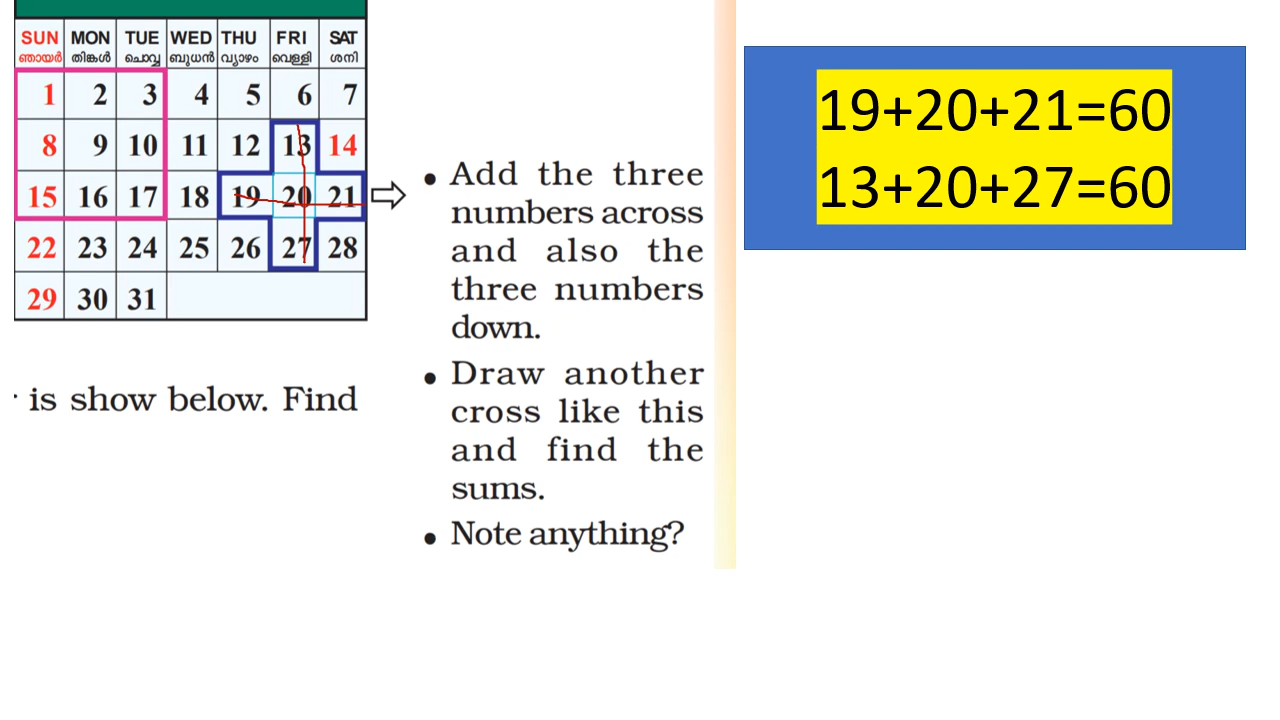 SUN MON TUE WED THU FRI SAT
ഞായർ തിങ്കൾ ചൊവ്വ ബുധൻ വ്യാഴം വെള്ളി ശനി
1 2 3 4 5 6 7
8 9 10 11 12 13 14
15 16 17 18 19 20 21
22 23 24 25 26 27 28
29 30 31
is show below. Find
• Add the three
numbers across
and also the
three numbers
down.
• Draw another
cross like this
and find the
sums.
• Note anything?
19+20+21=60
13+20+27=60